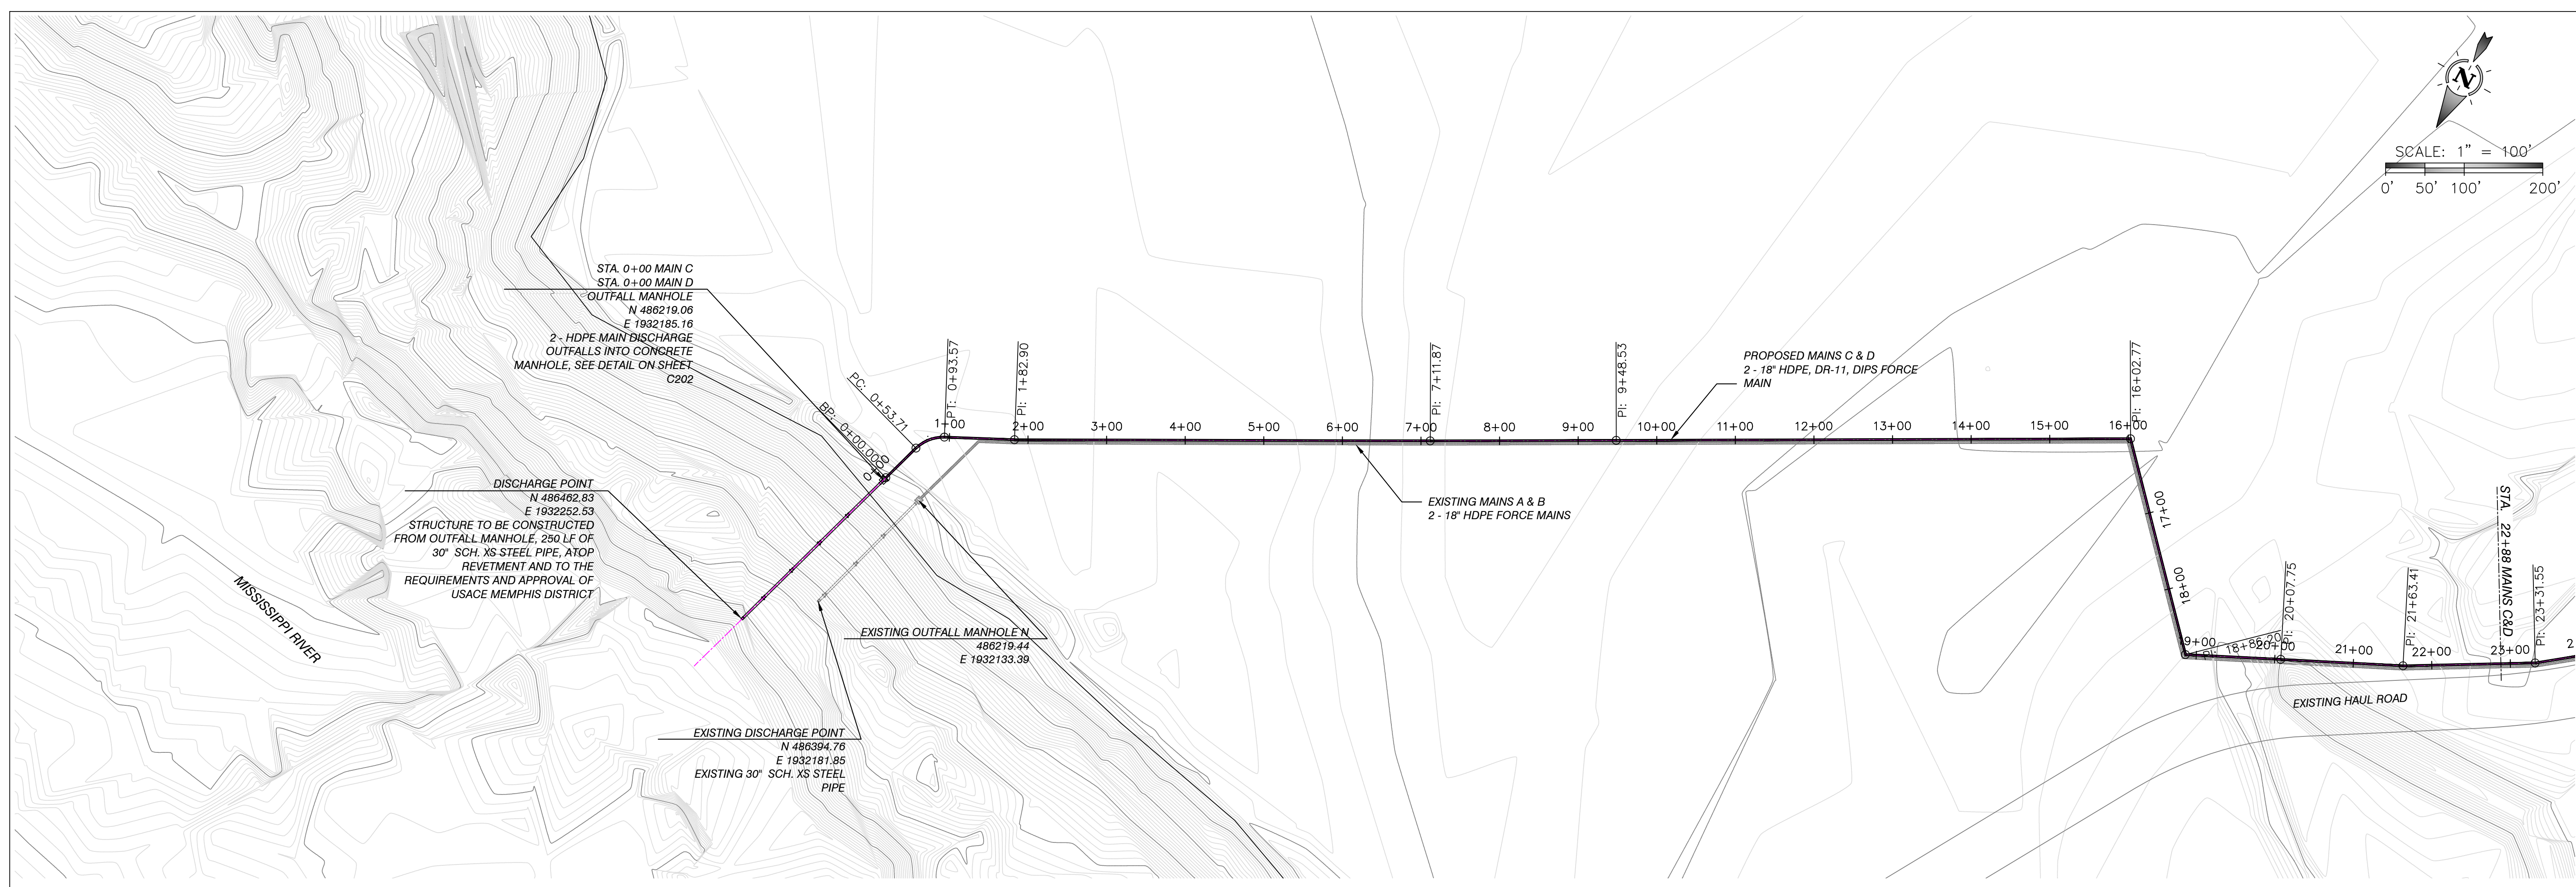 N
SCALE: 1" = 100'
0' 50' 100' 200'
STA. 0+00 MAIN C
STA. 0+00 MAIN D
OUTFALL MANHOLE
N 486219.06
E 1932185.16
2 - HDPE MAIN DISCHARGE
OUTFALLS INTO CONCRETE
MANHOLE, SEE DETAIL ON SHEET
C202
BP: 0+00.00
0+00
PC: 0+53.71
PT: 0+93.57
PI: 1+82.90
PI: 7+11.87
PI: 9+48.53
PROPOSED MAINS C & D
2 - 18" HDPE, DR-11, DIPS FORCE
MAIN
PI: 16+02.77
1+00 2+00 3+00 4+00 5+00 6+00 7+00 8+00 9+00 10+00 11+00 12+00 13+00 14+00 15+00 16+00
17+00
18+00
DISCHARGE POINT
N 486462.83
E 1932252.53
STRUCTURE TO BE CONSTRUCTED
FROM OUTFALL MANHOLE, 250 LF OF
30" SCH. XS STEEL PIPE, ATOP
REVETMENT AND TO THE
REQUIREMENTS AND APPROVAL OF
USACE MEMPHIS DISTRICT
EXISTING MAINS A & B
2 - 18" HDPE FORCE MAINS
MISSISSIPPI RIVER
EXISTING OUTFALL MANHOLE N
486219.44
E 1932133.39
EXISTING DISCHARGE POINT
N 486394.76
E 1932181.85
EXISTING 30" SCH. XS STEEL
PIPE
19+00
PI: 18+86.20
20+00
PI: 20+07.75
21+00
PI: 21+63.41
22+00
STA. 22+88 MAINS C&D
23+00
PI: 23+31.55
2
EXISTING HAUL ROAD